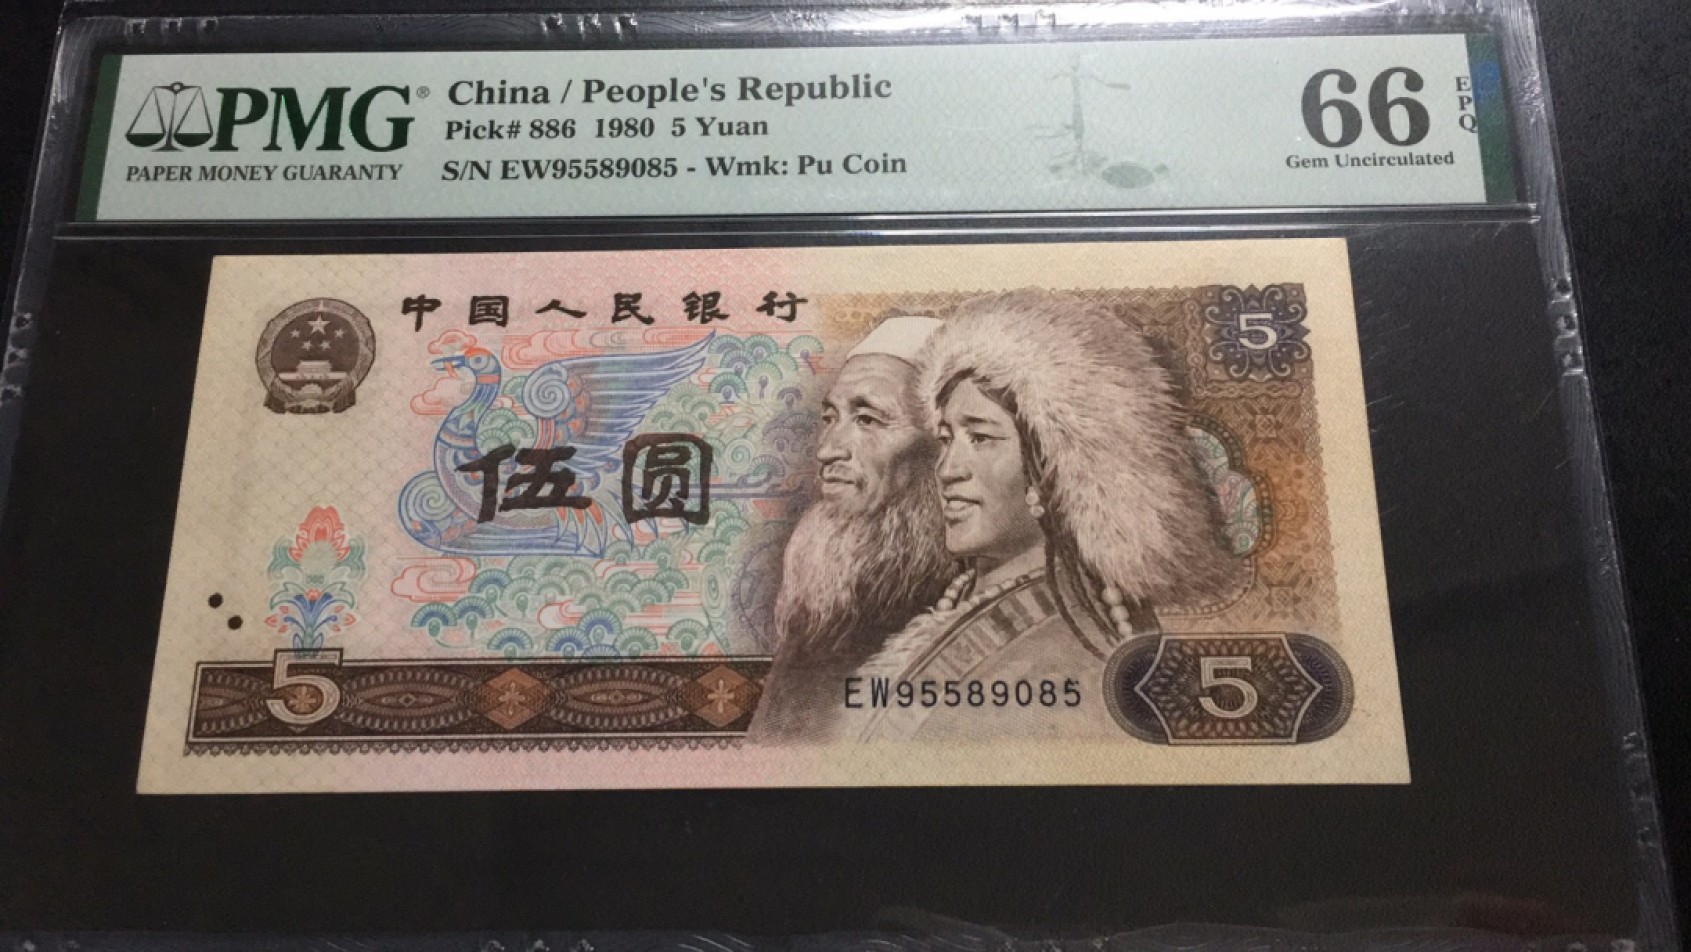 PMG®
PAPER MONEY GUARANTY
China / People's Republic
Pick# 886 1980 5 Yuan
S/N EW95589085 - Wmk: Pu Coin
66
EPQ
Gem Uncirculated
中国人民银行
5
伍圆
5
EW95589085
5